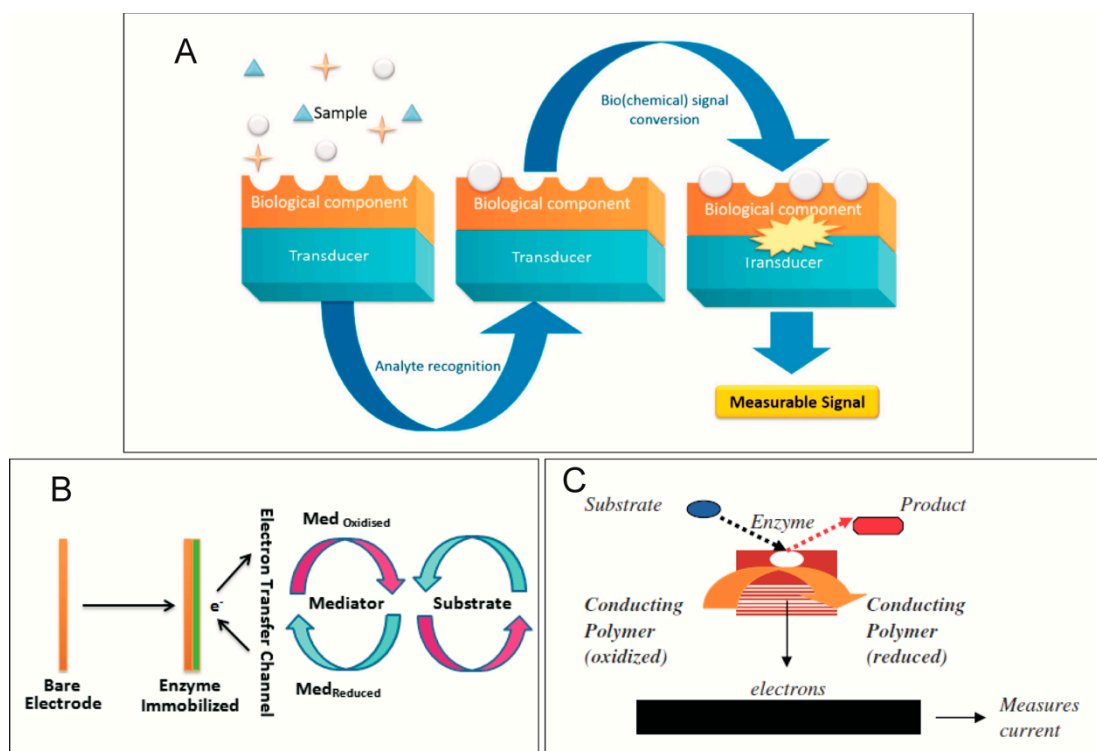 A
Sample
Bio(chemical) signal
conversion
Biological component
Biological component
Biological component
Transducer
Transducer
Transducer
Analyte recognition
Measurable Signal
B
Med Oxidised
Electron Transfer Channel
e-
Mediator
Substrate
Med Reduced
Bare
Electrode
Enzyme
Immobilized
C
Substrate
Product
Enzyme
Conducting
Polymer
(oxidized)
Conducting
Polymer
(reduced)
electrons
Measures
current